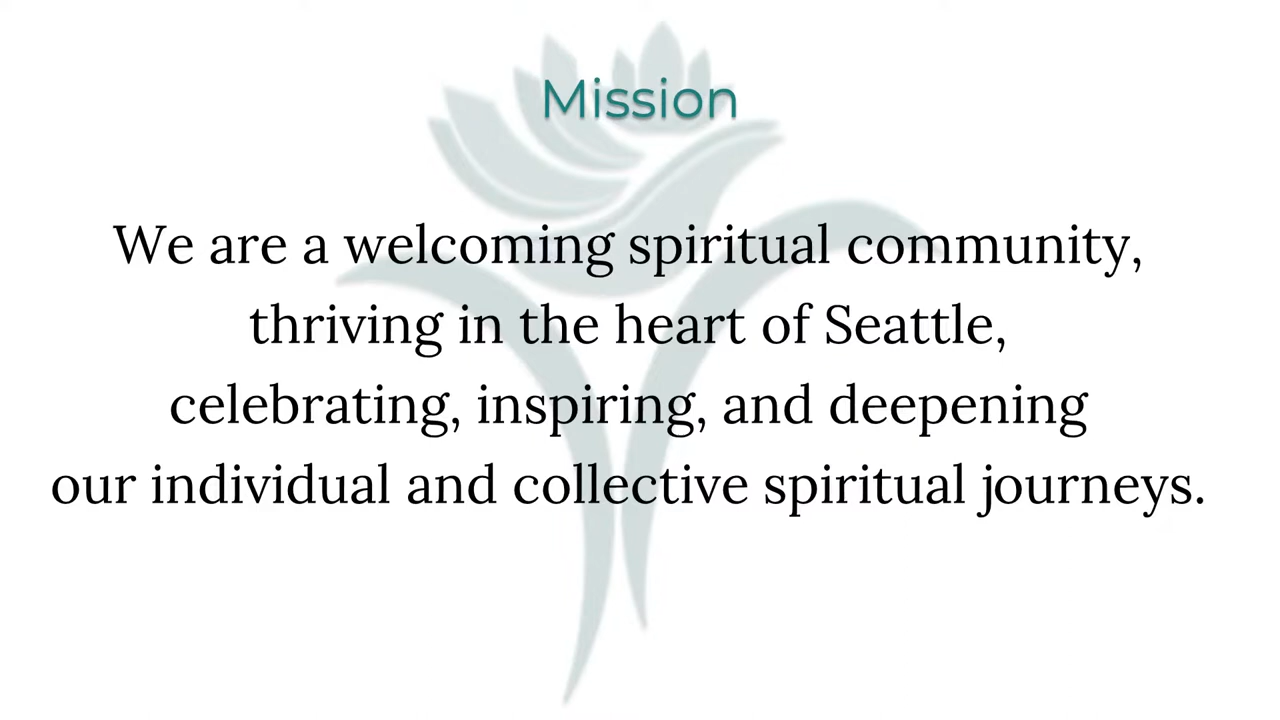 Mission
We are a welcoming spiritual community,
thriving in the heart of Seattle,
celebrating, inspiring, and deepening
our individual and collective spiritual journeys.